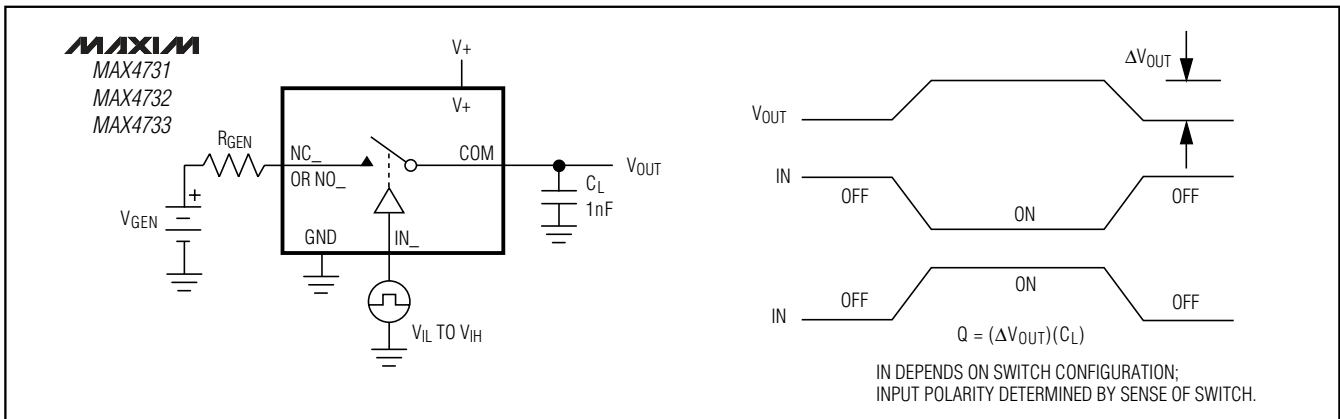 MAXIM
MAX4731
MAX4732
MAX4733
V+
V+
RGEN
NC_
OR NO_
COM
VOUT
CL
1nF
+
VGEN
GND
IN_
VIL TO VIH
ΔVOUT
VOUT
IN
OFF
ON
OFF
IN
OFF
ON
OFF
Q = (ΔVOUT)(CL)
IN DEPENDS ON SWITCH CONFIGURATION;
INPUT POLARITY DETERMINED BY SENSE OF SWITCH.